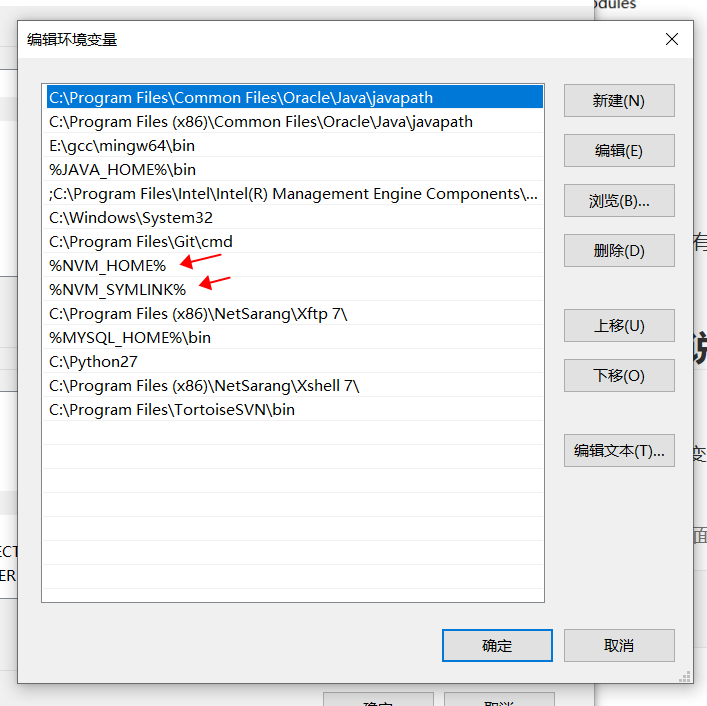 odules
编辑环境变量
C:\Program Files\Common Files\Oracle\Java\javapath
C:\Program Files (x86)\Common Files\Oracle\Java\javapath
E:\gcc\mingw64\bin
%JAVA_HOME%\bin
;C:\Program Files\Intel\Intel(R) Management Engine Components\...
C:\Windows\System32
C:\Program Files\Git\cmd
%NVM_HOME%
%NVM_SYMLINK%
C:\Program Files (x86)\NetSarang\Xftp 7\
%MYSQL_HOME%\bin
C:\Python27
C:\Program Files (x86)\NetSarang\Xshell 7\
C:\Program Files\TortoiseSVN\bin
新建(N)
编辑(E)
浏览(B)...
删除(D)
上移(U)
下移(O)
编辑文本(T)...
有
变
面
ECT
ER
确定
取消
确定
取消